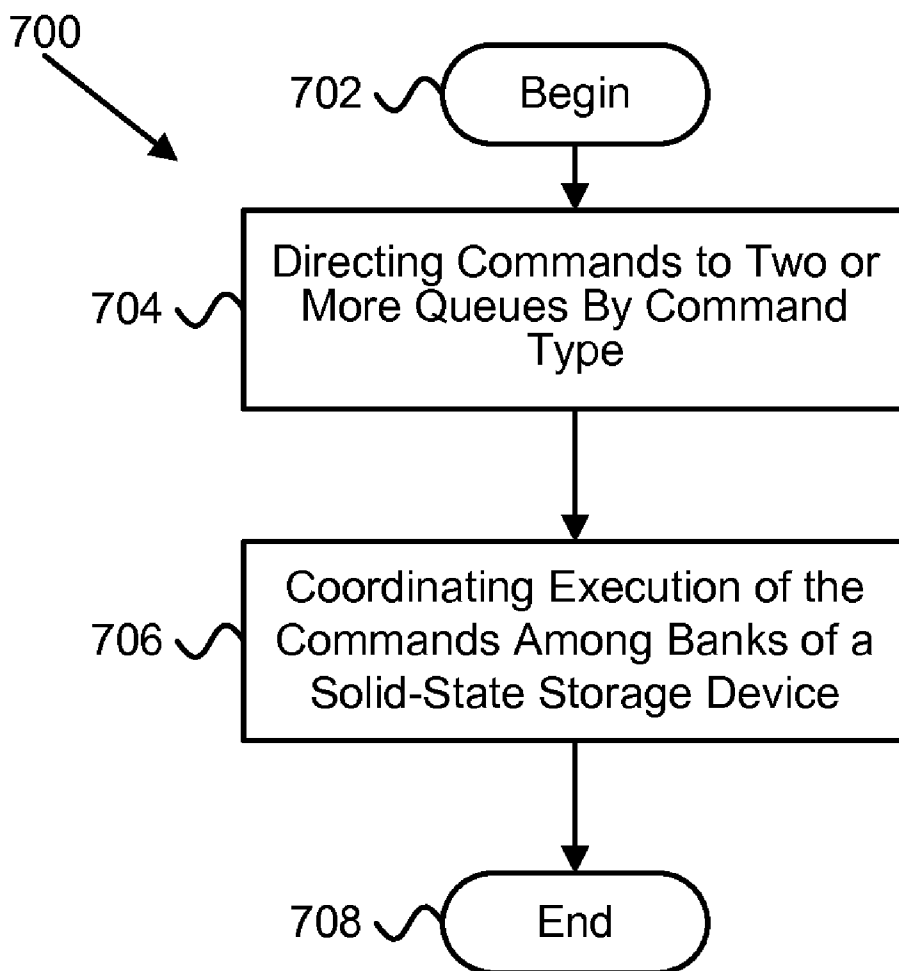 700
702
Begin
704
Directing Commands to Two or
More Queues By Command
Type
706
Coordinating Execution of the
Commands Among Banks of a
Solid-State Storage Device
708
End